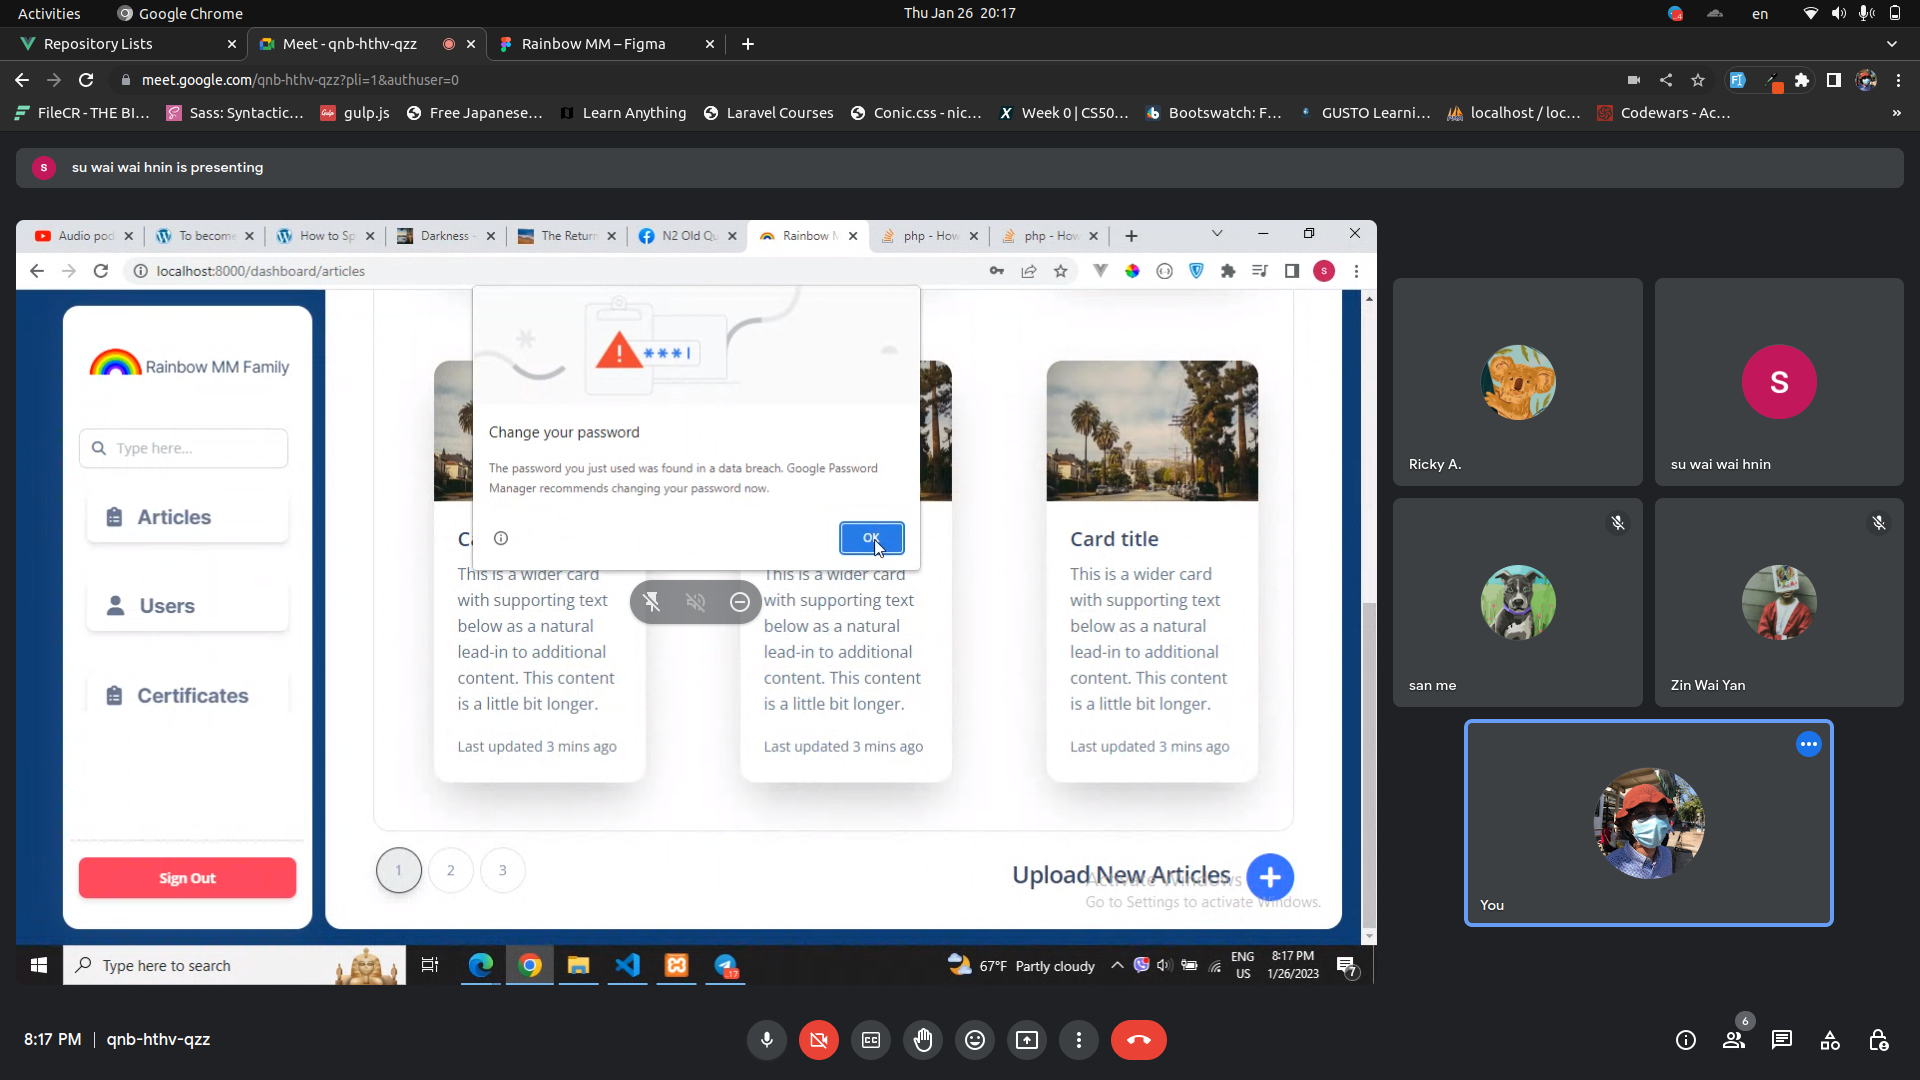 Activities
Google Chrome
Thu Jan 26  20:17
en
Repository Lists
Meet - qnb-hthv-qzz
Rainbow MM – Figma
meet.google.com/qnb-hthv-qzz?pli=1&authuser=0
FileCR - THE BI...
Sass: Syntactic...
gulp.js
Free Japanese...
Learn Anything
Laravel Courses
Conic.css - nic...
Week 0 | CS50...
Bootswatch: F...
GUSTO Learni...
localhost / loc...
Codewars - Ac...
»
S
su wai wai hnin is presenting
Audio pod
To become
How to Sp
Darkness -
The Return
N2 Old Qu
Rainbow M
php - How
php - How
localhost:8000/dashboard/articles
S
Rainbow MM Family
Type here...
Articles
Users
Certificates
Sign Out
***
Change your password
The password you just used was found in a data breach. Google Password
Manager recommends changing your password now.
OK
This is a wider card
with supporting text
below as a natural
lead-in to additional
content. This content
is a little bit longer.
Last updated 3 mins ago
This is a wider card
with supporting text
below as a natural
lead-in to additional
content. This content
is a little bit longer.
Last updated 3 mins ago
Card title
This is a wider card
with supporting text
below as a natural
lead-in to additional
content. This content
is a little bit longer.
Last updated 3 mins ago
1
2
3
Upload New Articles
Activate Windows
Go to Settings to activate Windows.
Type here to search
17
67°F Partly cloudy
ENG
US
8:17 PM
1/26/2023
7
Ricky A.
S
su wai wai hnin
san me
Zin Wai Yan
You
8:17 PM
qnb-hthv-qzz
6